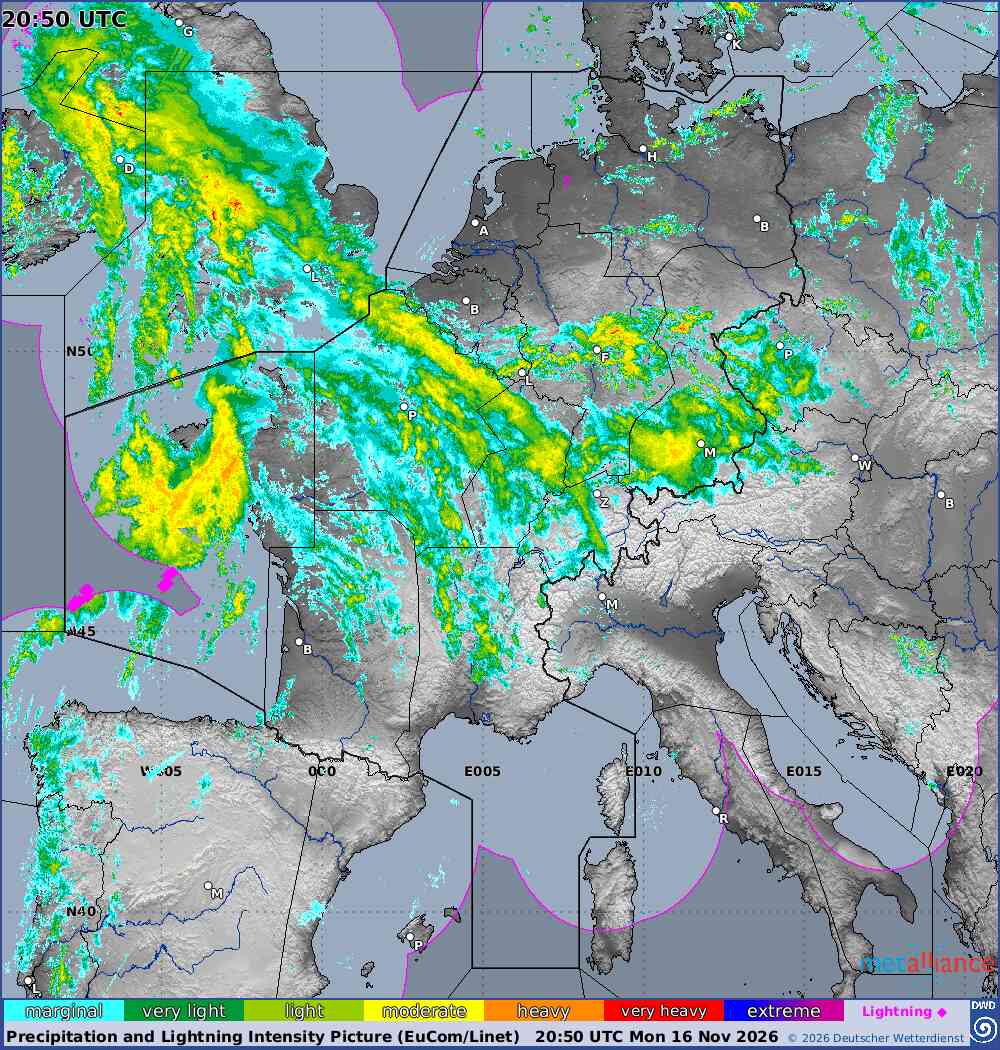 20:50 UTC
G
K
D
H
A
B
L
B
N50
F
P
L
P
M
W
Z
B
M
N45
B
W005
000
E005
E010
E015
E020
R
M
N40
P
L
metalliance
marginal very light light moderate heavy very heavy extreme Lightning ◆
DWD
Precipitation and Lightning Intensity Picture (EuCom/Linet) 20:50 UTC Mon 16 Nov 2026 © 2026 Deutscher Wetterdienst